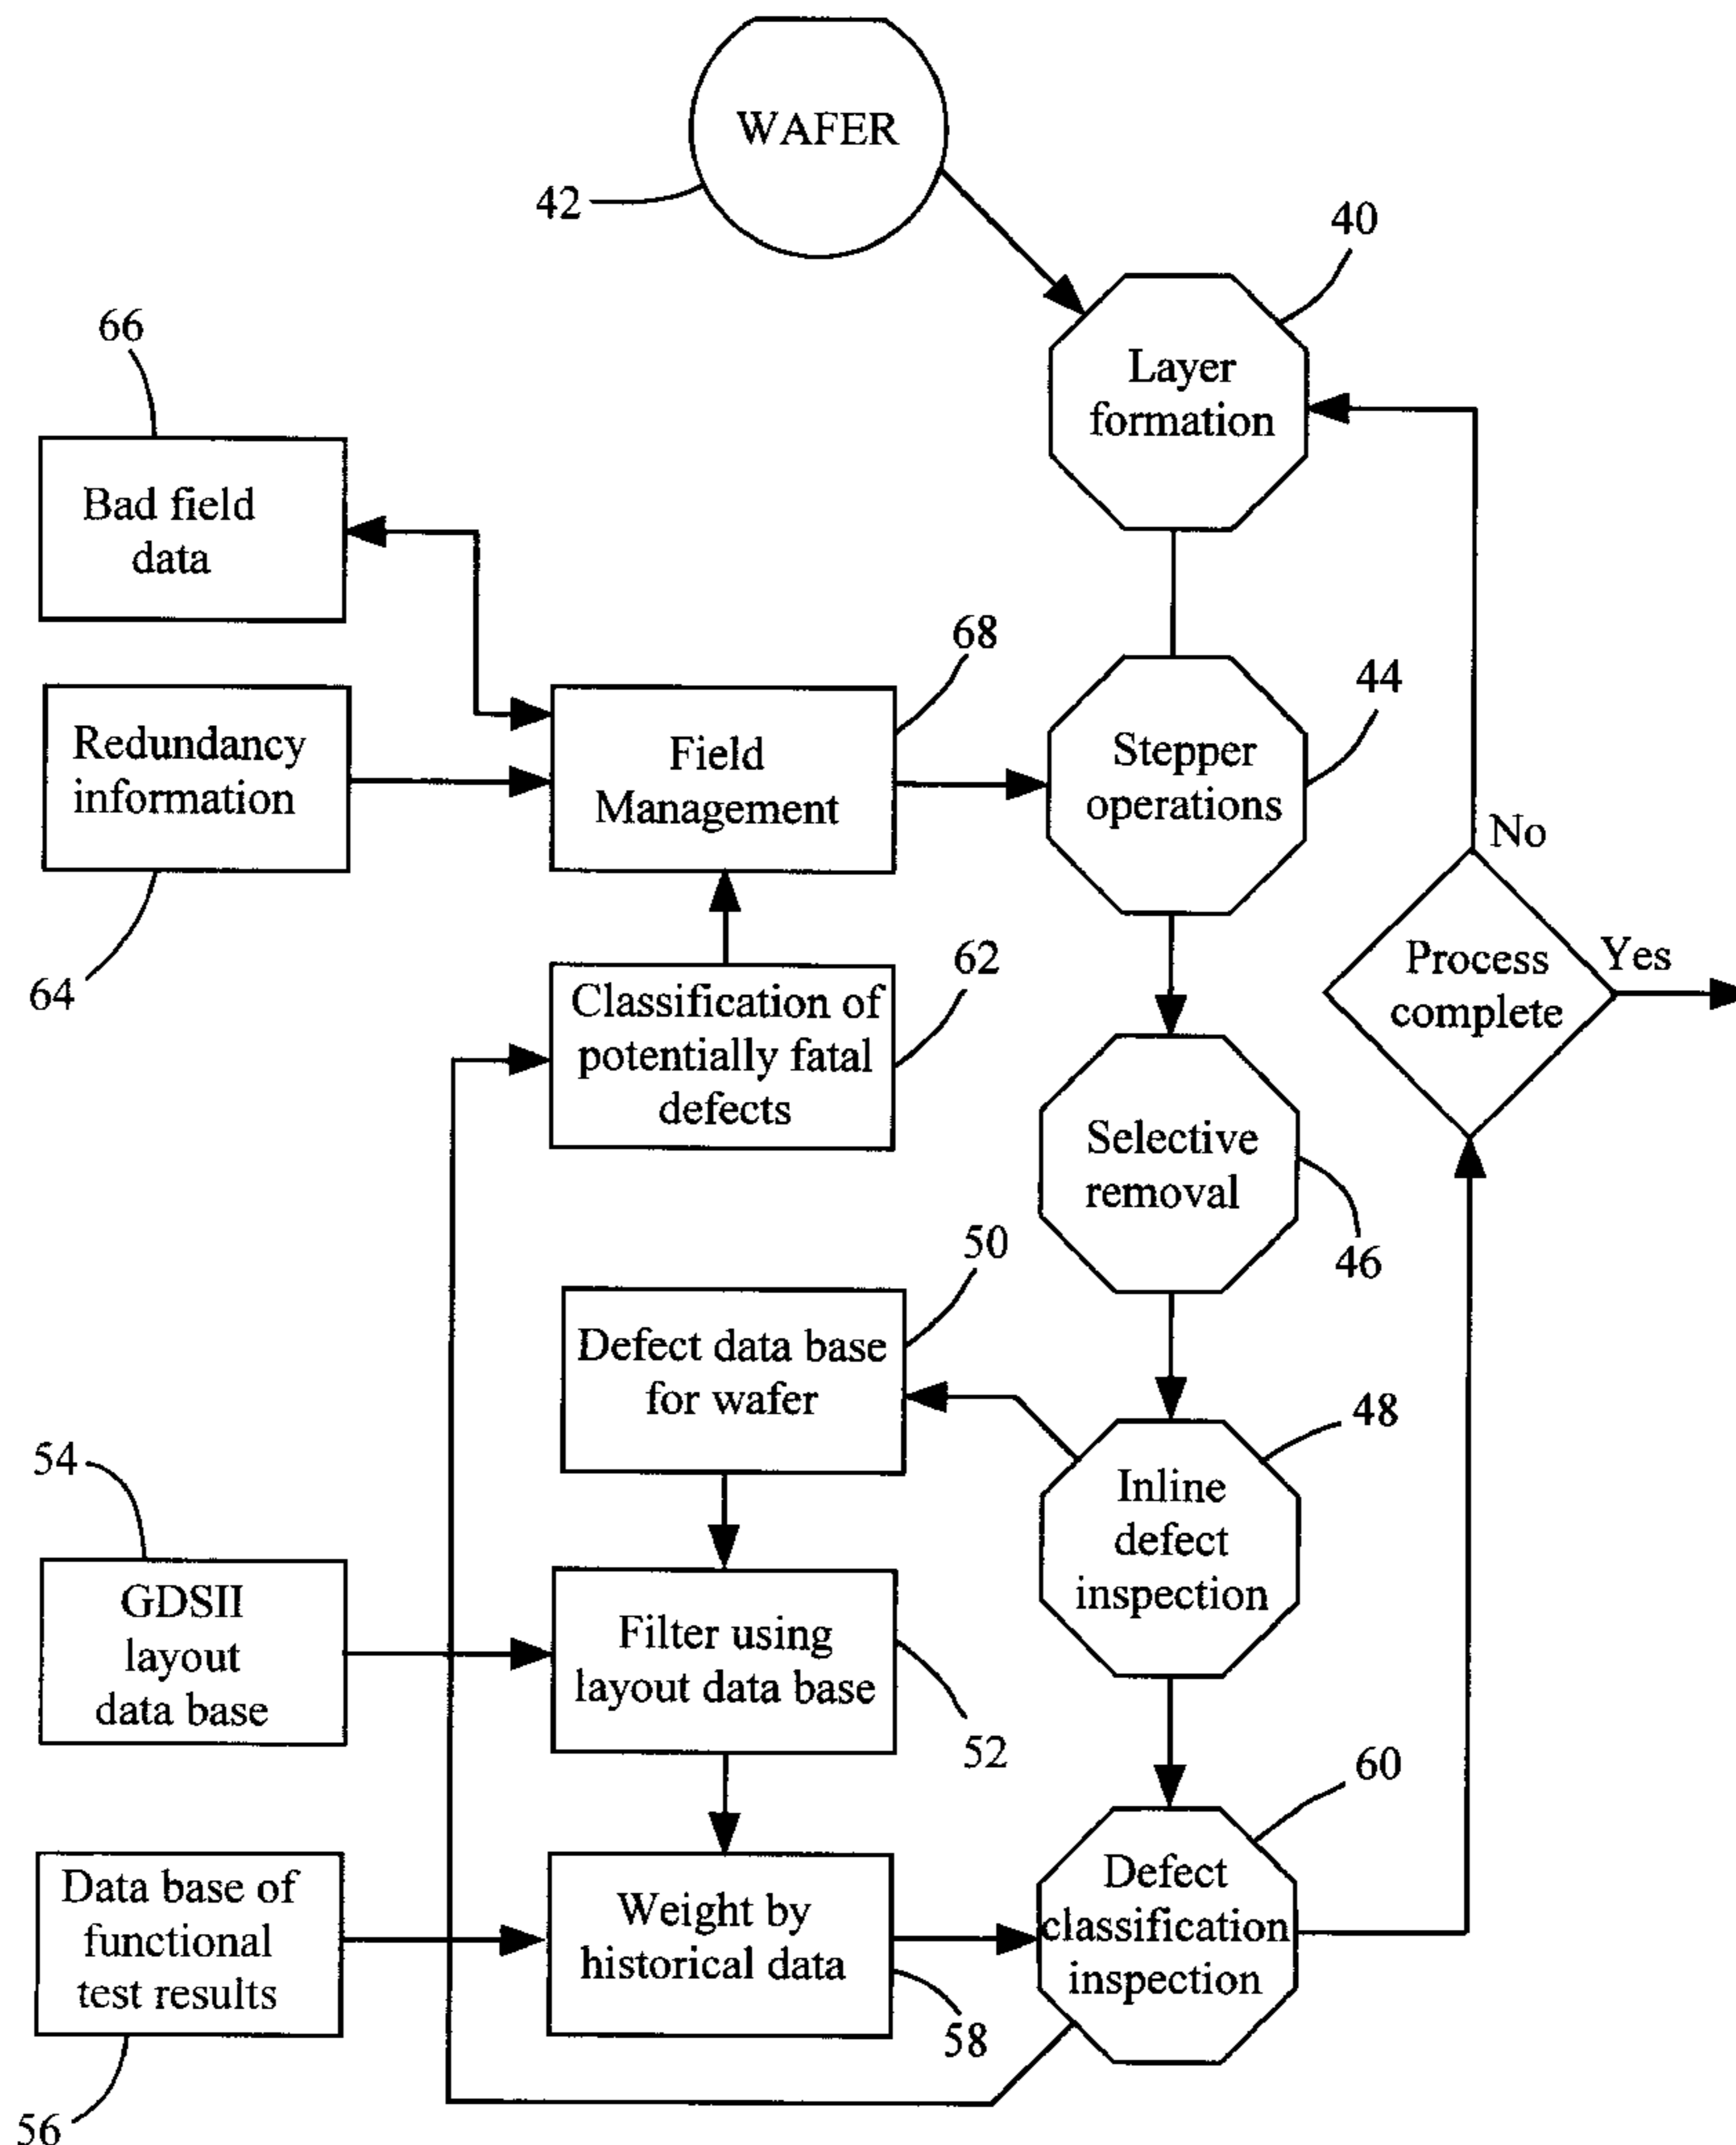 WAFER
42
40
66
Layer
formation
Bad field
data
68
44
Redundancy
information
Field
Management
Stepper
operations
No
64
62
Classification of
potentially fatal
defects
Process
complete
Yes
Selective
removal
46
50
Defect data base
for wafer
48
54
Inline
defect
inspection
GDSII
layout
data base
Filter using
layout data base
52
60
Data base of
functional
test results
Weight by
historical data
Defect
classification
inspection
58
56